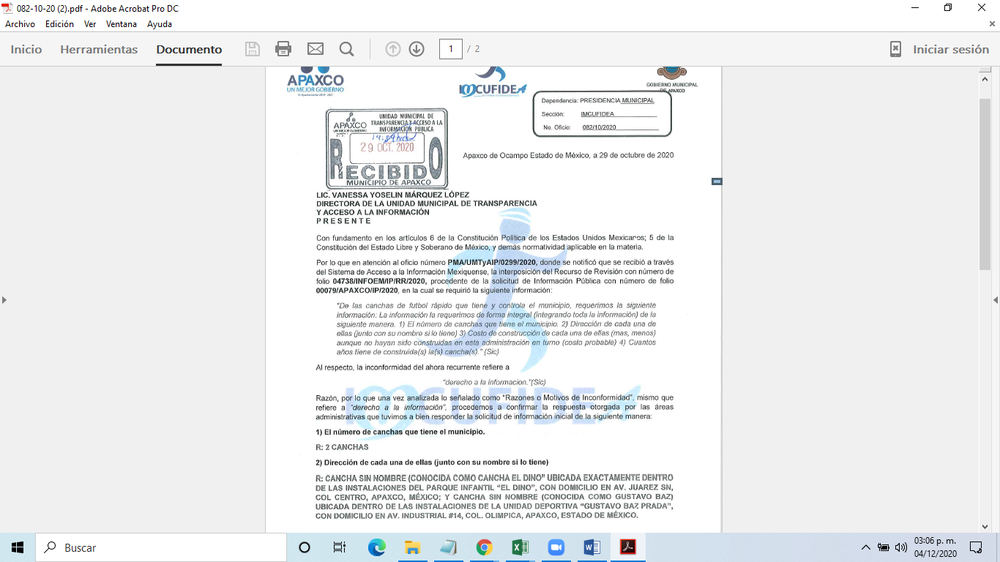 082-10-20 (2).pdf - Adobe Acrobat Pro DC
Archivo Edición Ver Ventana Ayuda
Inicio Herramientas Documento 1 / 2 Iniciar sesión
APAXCO
UN MEJOR GOBIERNO
IMCUFIDEA
GOBIERNO MUNICIPAL
DE APAXCO
Dependencia: PRESIDENCIA MUNICIPAL
Sección: IMCUFIDEA
No. Oficio: 082/10/2020
APAXCO
UN MEJOR GOBIERNO
UNIDAD MUNICIPAL DE
TRANSPARENCIA Y ACCESO A LA
INFORMACIÓN PÚBLICA
29 OCT. 2020
RECIBIDO
MUNICIPIO DE APAXCO
Apaxco de Ocampo Estado de México, a 29 de octubre de 2020
LIC. VANESSA YOSELIN MÁRQUEZ LÓPEZ
DIRECTORA DE LA UNIDAD MUNICIPAL DE TRANSPARENCIA
Y ACCESO A LA INFORMACIÓN
P R E S E N T E
Con fundamento en los artículos 6 de la Constitución Política de los Estados Unidos Mexicanos; 5 de la
Constitución del Estado Libre y Soberano de México, y demás normatividad aplicable en la materia.
Por lo que en atención al oficio número PMA/UMTyAIP/0299/2020, donde se notificó que se recibió a través
del Sistema de Acceso a la Información Mexiquense, la interposición del Recurso de Revisión con número de
folio 04738/INFOEM/IP/RR/2020, procedente de la solicitud de Información Pública con número de folio
00079/APAXCO/IP/2020, en la cual se requirió la siguiente información:
"De las canchas de futbol rápido que tiene y controla el municipio, requerimos la siguiente
información: La información la requerimos de forma integral (integrando toda la información) de la
siguiente manera. 1) El número de canchas que tiene el municipio. 2) Dirección de cada una de
ellas (junto con su nombre si lo tiene) 3) Costo de construcción de cada una de ellas (mas, menos)
aunque no hayan sido construidas en esta administración en turno (costo probable) 4) Cuantos
años tiene de construida(s) la(s) cancha(s)." (Sic)
Al respecto, la inconformidad del ahora recurrente refiere a
"derecho a la informacion."(Sic)
Razón, por lo que una vez analizada lo señalado como "Razones o Motivos de Inconformidad", mismo que
refiere a "derecho a la información", procedemos a confirmar la respuesta otorgada por las áreas
administrativas que tuvimos a bien responder la solicitud de información inicial de la siguiente manera:
IMCUFIDEA
1) El número de canchas que tiene el municipio.
R: 2 CANCHAS
2) Dirección de cada una de ellas (junto con su nombre si lo tiene)
R: CANCHA SIN NOMBRE (CONOCIDA COMO CANCHA EL DINO" UBICADA EXACTAMENTE DENTRO
DE LAS INSTALACIONES DEL PARQUE INFANTIL "EL DINO", CON DOMICILIO EN AV. JUAREZ SN,
COL CENTRO, APAXCO, MÉXICO; Y CANCHA SIN NOMBRE (CONOCIDA COMO GUSTAVO BAZ)
UBICADA DENTRO DE LAS INSTALACIONES DE LA UNIDAD DEPORTIVA "GUSTAVO BAZ PRADA",
CON DOMICILIO EN AV. INDUSTRIAL #14, COL. OLIMPICA, APAXCO, ESTADO DE MÉXICO.
Buscar
03:06 p. m.
04/12/2020